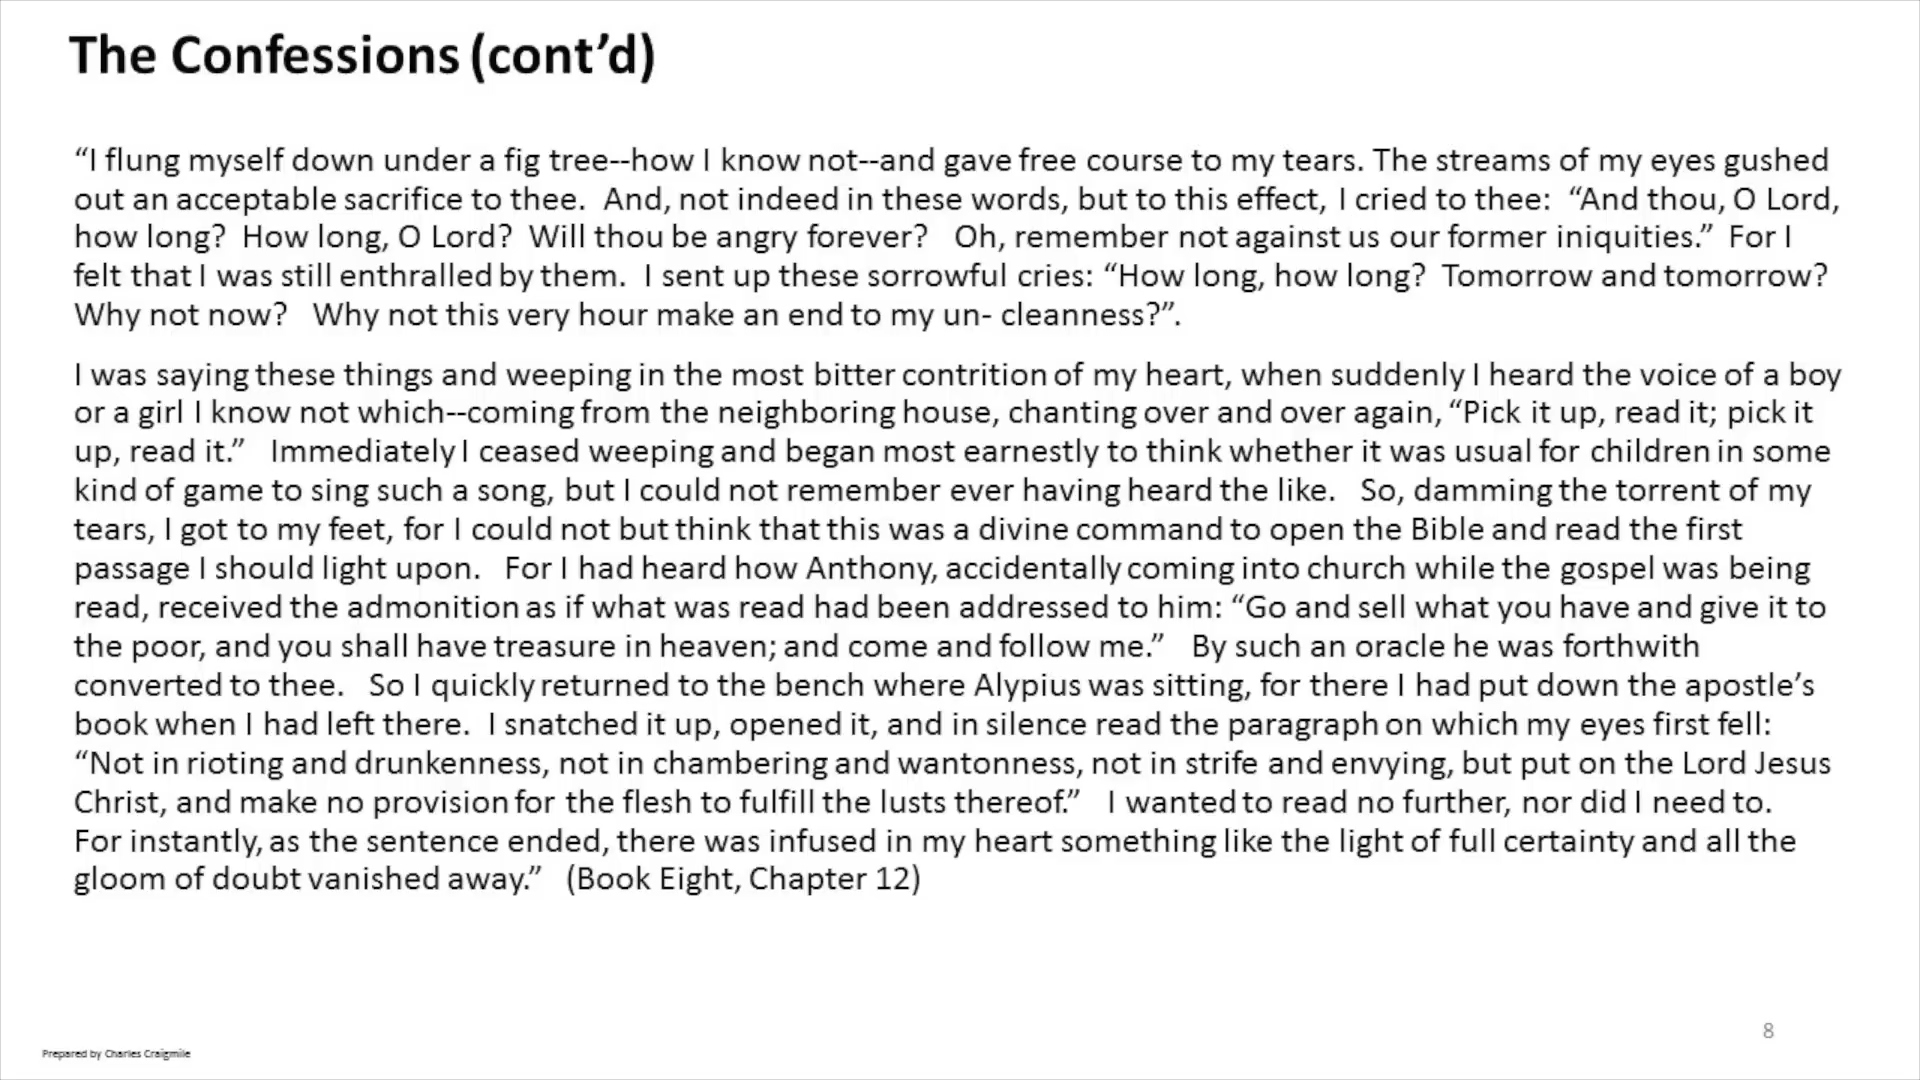 The Confessions (cont’d)
“I flung myself down under a fig tree--how I know not--and gave free course to my tears. The streams of my eyes gushed
out an acceptable sacrifice to thee. And, not indeed in these words, but to this effect, I cried to thee: “And thou, O Lord,
how long? How long, O Lord? Will thou be angry forever? Oh, remember not against us our former iniquities.” For I
felt that I was still enthralled by them. I sent up these sorrowful cries: “How long, how long? Tomorrow and tomorrow?
Why not now? Why not this very hour make an end to my un- cleanness?”.
I was saying these things and weeping in the most bitter contrition of my heart, when suddenly I heard the voice of a boy
or a girl I know not which--coming from the neighboring house, chanting over and over again, “Pick it up, read it; pick it
up, read it.” Immediately I ceased weeping and began most earnestly to think whether it was usual for children in some
kind of game to sing such a song, but I could not remember ever having heard the like. So, damming the torrent of my
tears, I got to my feet, for I could not but think that this was a divine command to open the Bible and read the first
passage I should light upon. For I had heard how Anthony, accidentally coming into church while the gospel was being
read, received the admonition as if what was read had been addressed to him: “Go and sell what you have and give it to
the poor, and you shall have treasure in heaven; and come and follow me.” By such an oracle he was forthwith
converted to thee. So I quickly returned to the bench where Alypius was sitting, for there I had put down the apostle’s
book when I had left there. I snatched it up, opened it, and in silence read the paragraph on which my eyes first fell:
“Not in rioting and drunkenness, not in chambering and wantonness, not in strife and envying, but put on the Lord Jesus
Christ, and make no provision for the flesh to fulfill the lusts thereof.” I wanted to read no further, nor did I need to.
For instantly, as the sentence ended, there was infused in my heart something like the light of full certainty and all the
gloom of doubt vanished away.” (Book Eight, Chapter 12)
8
Prepared by Charles Craigmile